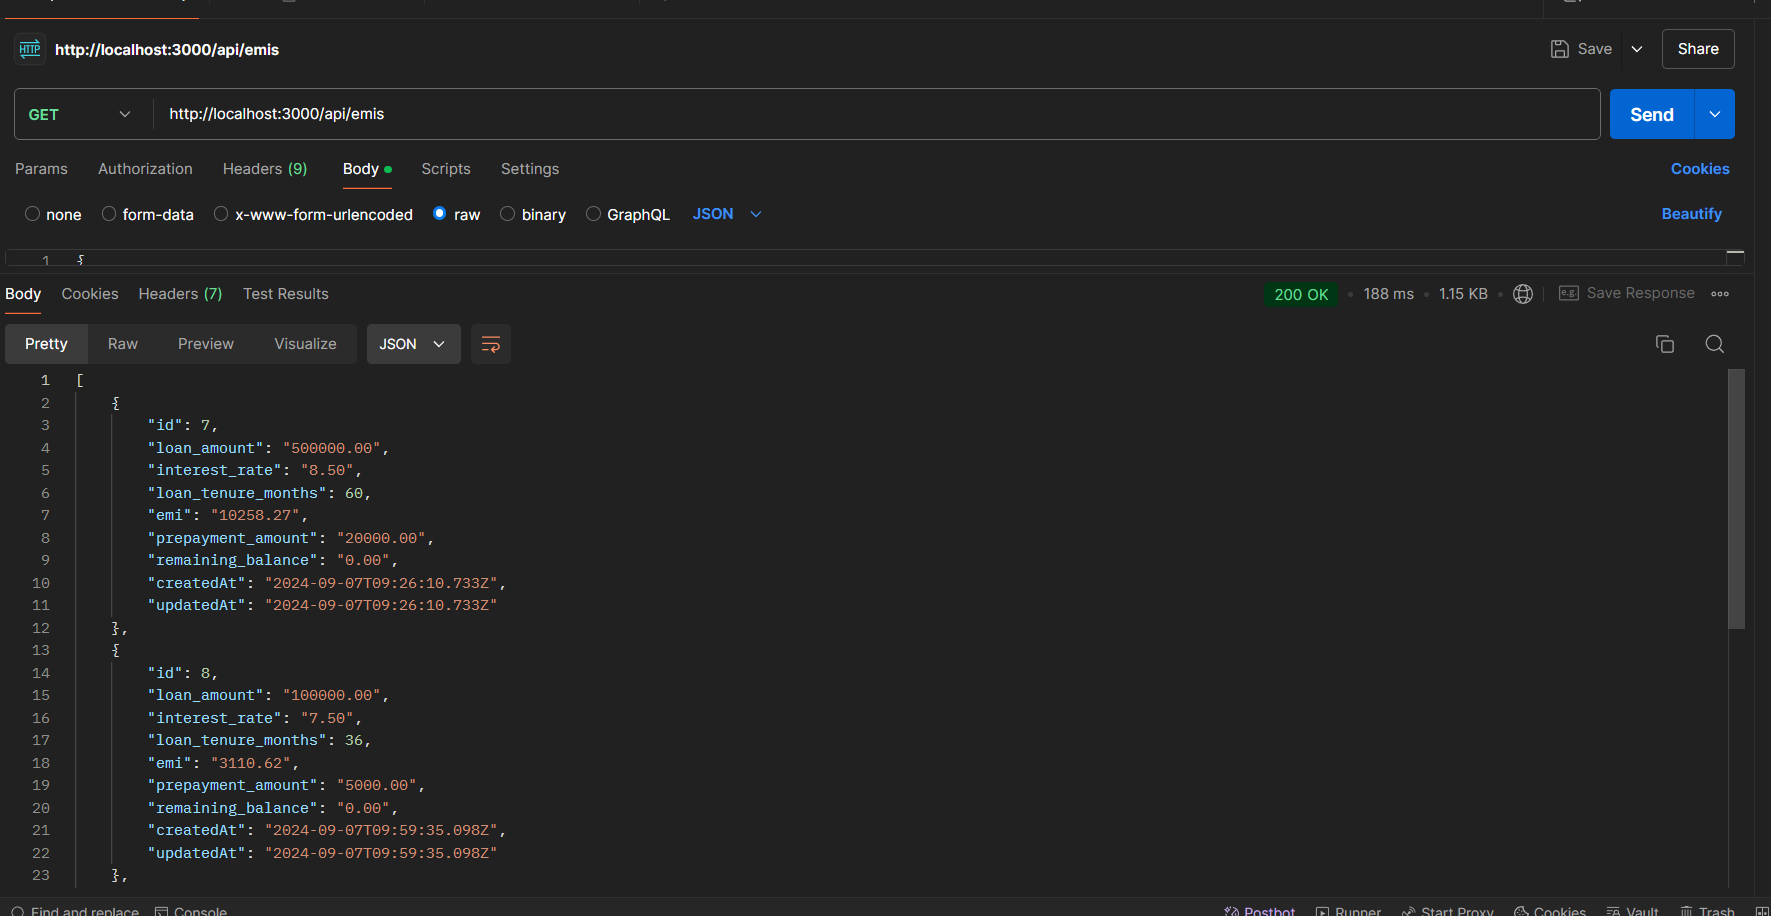 HTTP http://localhost:3000/api/emis Save Share
GET http://localhost:3000/api/emis Send
Params Authorization Headers (9) Body Scripts Settings Cookies
none form-data x-www-form-urlencoded raw binary GraphQL JSON Beautify
1 {
Body Cookies Headers (7) Test Results 200 OK 188 ms 1.15 KB e.g. Save Response
Pretty Raw Preview Visualize JSON
1 [
2 {
3 "id": 7,
4 "loan_amount": "500000.00",
5 "interest_rate": "8.50",
6 "loan_tenure_months": 60,
7 "emi": "10258.27",
8 "prepayment_amount": "20000.00",
9 "remaining_balance": "0.00",
10 "createdAt": "2024-09-07T09:26:10.733Z",
11 "updatedAt": "2024-09-07T09:26:10.733Z"
12 },
13 {
14 "id": 8,
15 "loan_amount": "100000.00",
16 "interest_rate": "7.50",
17 "loan_tenure_months": 36,
18 "emi": "3110.62",
19 "prepayment_amount": "5000.00",
20 "remaining_balance": "0.00",
21 "createdAt": "2024-09-07T09:59:35.098Z",
22 "updatedAt": "2024-09-07T09:59:35.098Z"
23 },
Find and replace Console Postbot Runner Start Proxy Cookies Vault Trash